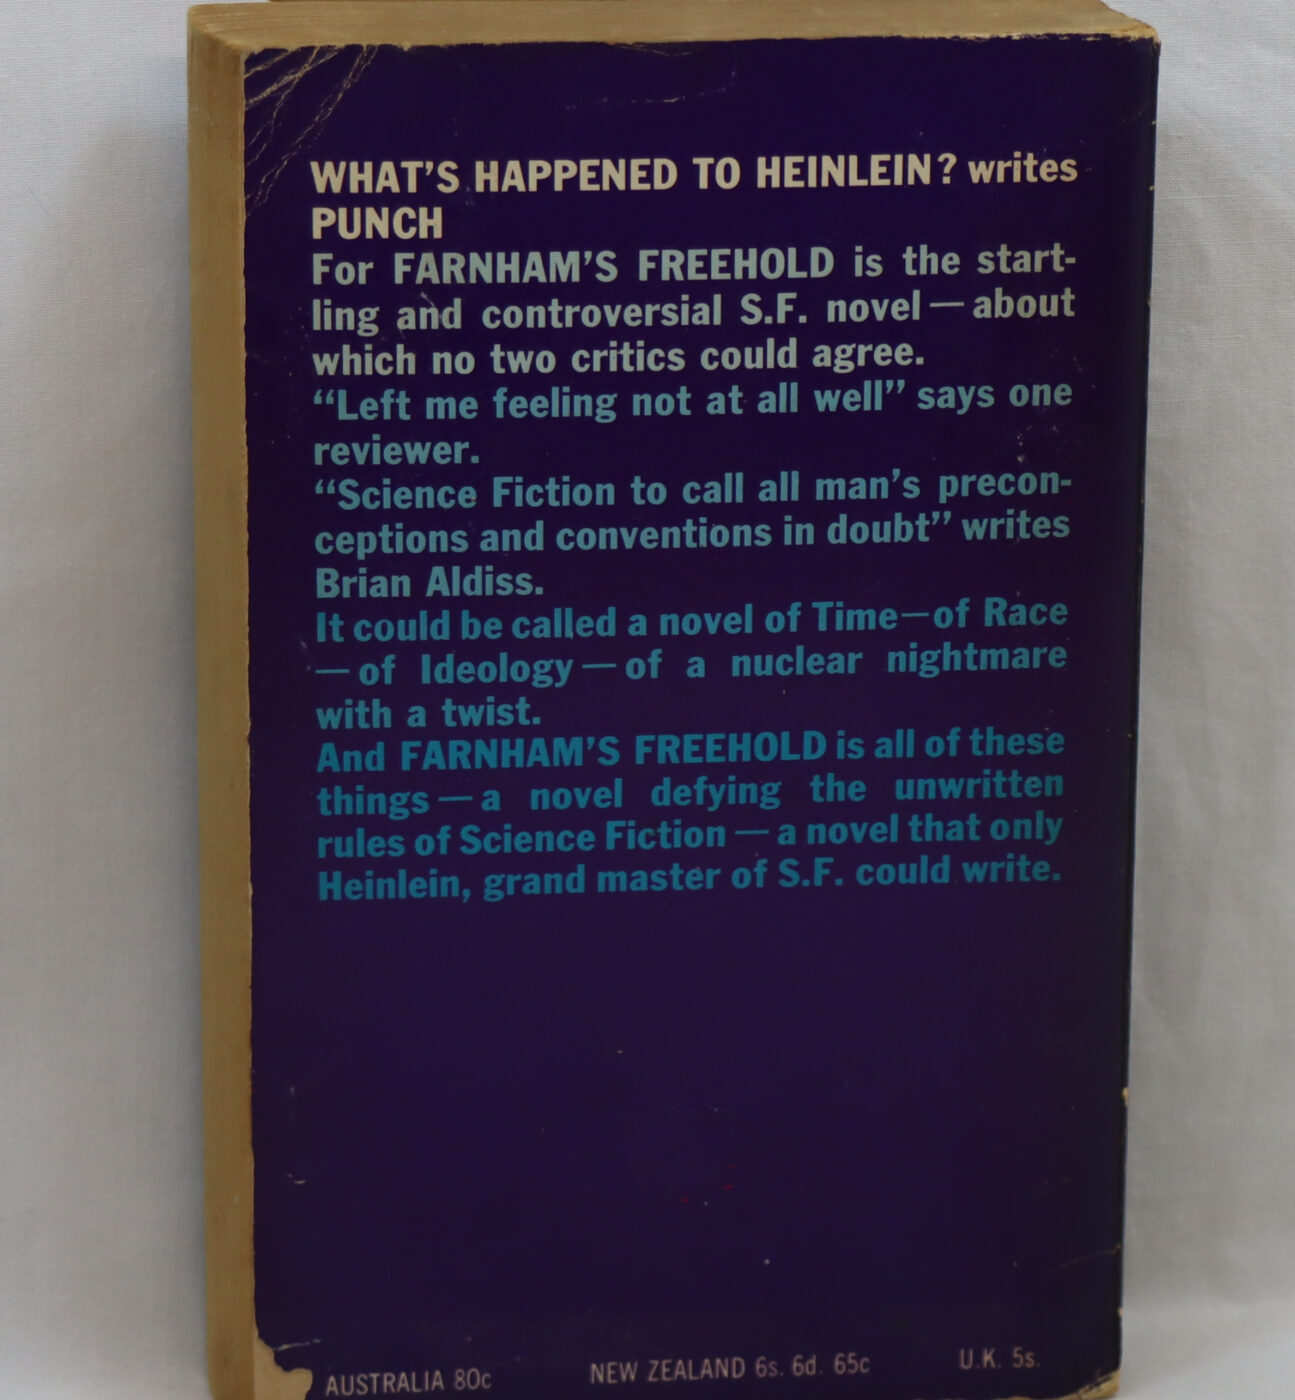 WHAT'S HAPPENED TO HEINLEIN? writes
PUNCH
For FARNHAM'S FREEHOLD is the start-
ling and controversial S.F. novel — about
which no two critics could agree.
“Left me feeling not at all well” says one
reviewer.
“Science Fiction to call all man's precon-
ceptions and conventions in doubt” writes
Brian Aldiss.
It could be called a novel of Time—of Race
— of Ideology — of a nuclear nightmare
with a twist.
And FARNHAM'S FREEHOLD is all of these
things — a novel defying the unwritten
rules of Science Fiction — a novel that only
Heinlein, grand master of S.F. could write.
AUSTRALIA 80c NEW ZEALAND 6s. 6d. 65c U.K. 5s.